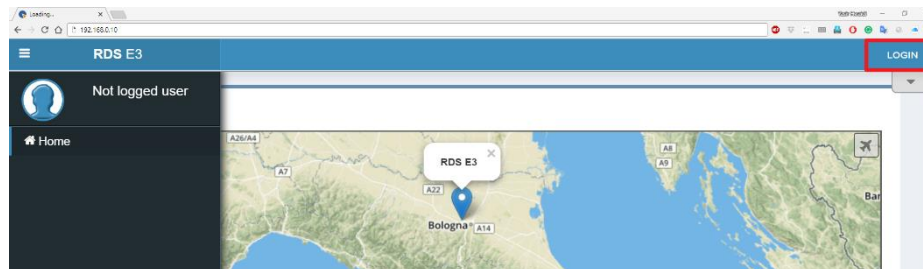 Loading...
192.168.0.10
RDS E3
LOGIN
Not logged user
Home
A26/A4
A7
A22
RDS E3
×
Bologna
A14
A8
A9
Bar